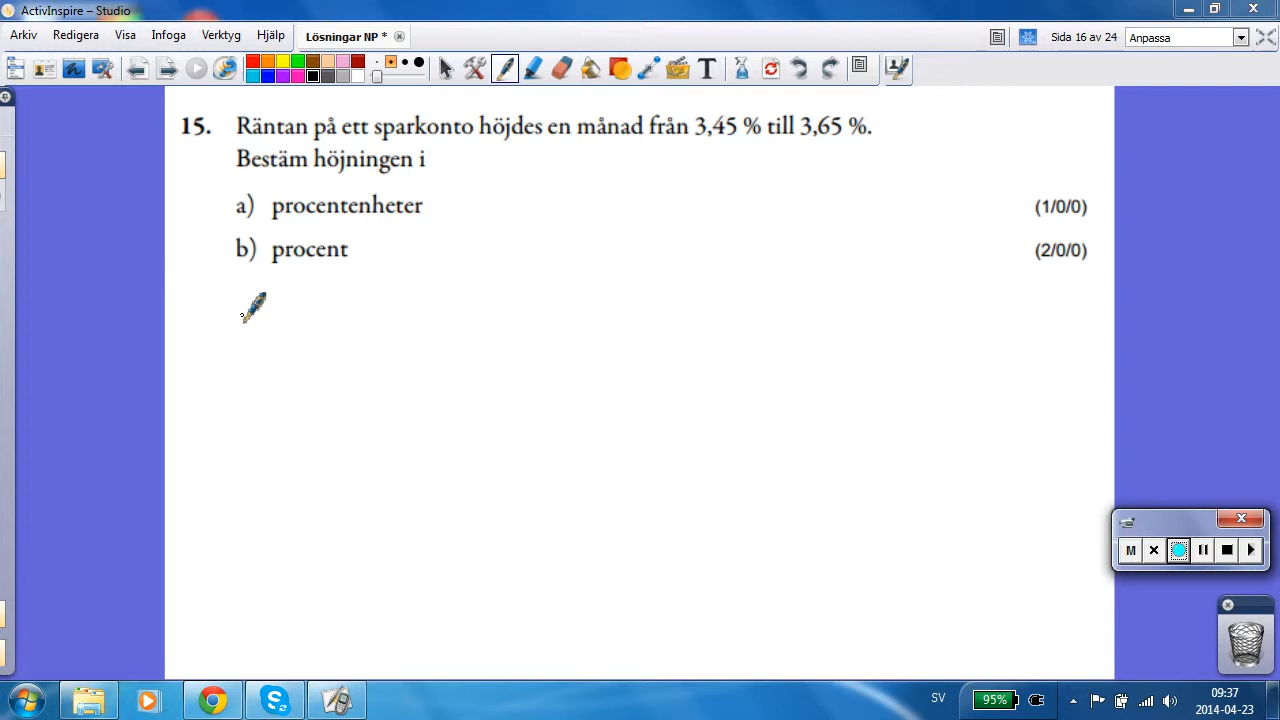 ActivInspire – Studio
Arkiv Redigera Visa Infoga Verktyg Hjälp Lösningar NP * Sida 16 av 24 Anpassa
15. Räntan på ett sparkonto höjdes en månad från 3,45 % till 3,65 %.
Bestäm höjningen i
a) procentenheter (1/0/0)
b) procent (2/0/0)
M
SV 95% 09:37
2014-04-23